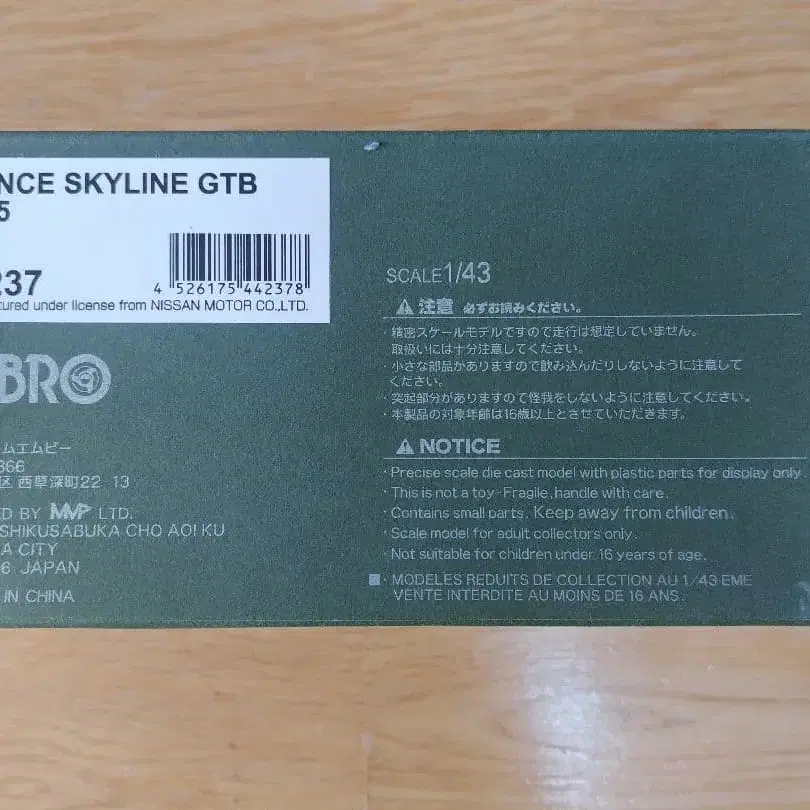 NCE SKYLINE GTB
5
237
4 526175 442378
tured under license from NISSAN MOTOR CO.,LTD.
BRO
ムエムビー
866
区 西草深町22-13
D BY MMP LTD.
SHIKUSABUKA CHO AOI KU
A CITY
6 JAPAN
IN CHINA
SCALE1/43
注意 必ずお読みください。
・精密スケールモデルですので走行は想定していません。
取扱いには十分注意してください。
・小さな部品がありますので飲み込んだりしないように注意して
ください。
・突起部分がありますので怪我をしないように注意してください。
・本製品の対象年齢は16歳以上とさせていただきます。
NOTICE
・Precise scale die cast model with plastic parts for display only
・This is not a toy - Fragile, handle with care.
・Contains small parts. Keep away from children.
・Scale model for adult collectors only.
・Not suitable for children under 16 years of age.
・MODELES REDUITS DE COLLECTION AU 1/43 EME
VENTE INTERDITE AU MOINS DE 16 ANS.